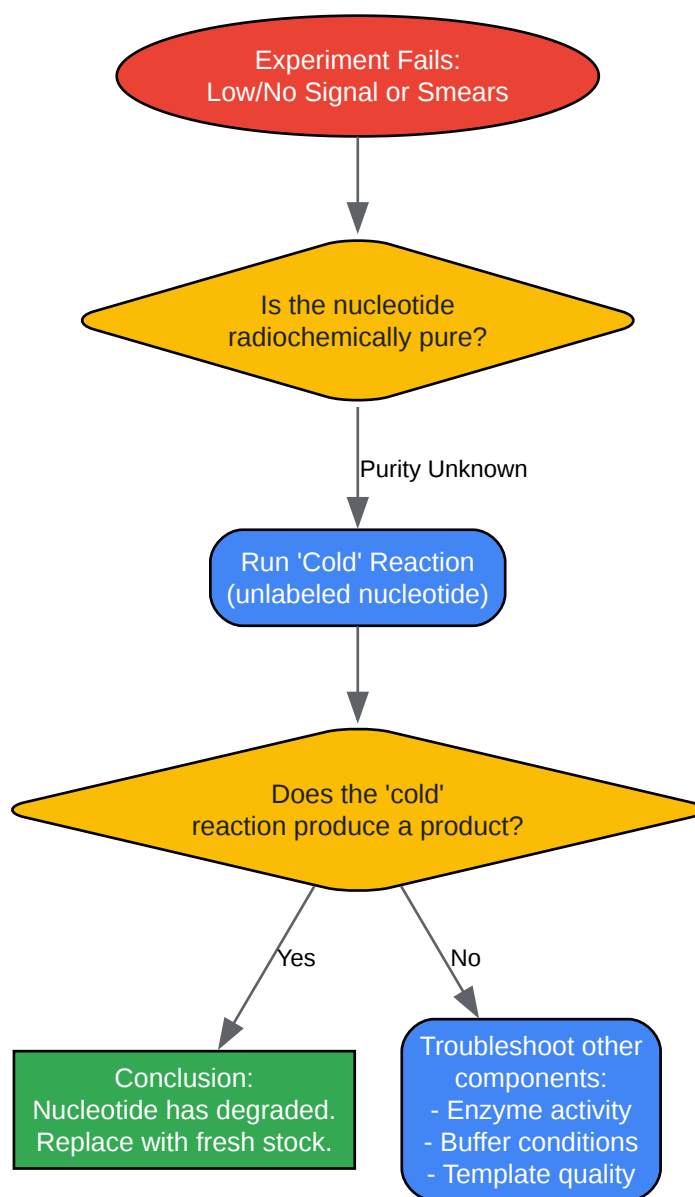 Experiment Fails:
Low/No Signal or Smears
Is the nucleotide
radiochemically pure?
Purity Unknown
Run 'Cold' Reaction
(unlabeled nucleotide)
Does the 'cold'
reaction produce a product?
Yes
No
Conclusion:
Nucleotide has degraded.
Replace with fresh stock.
Troubleshoot other
components:
- Enzyme activity
- Buffer conditions
- Template quality